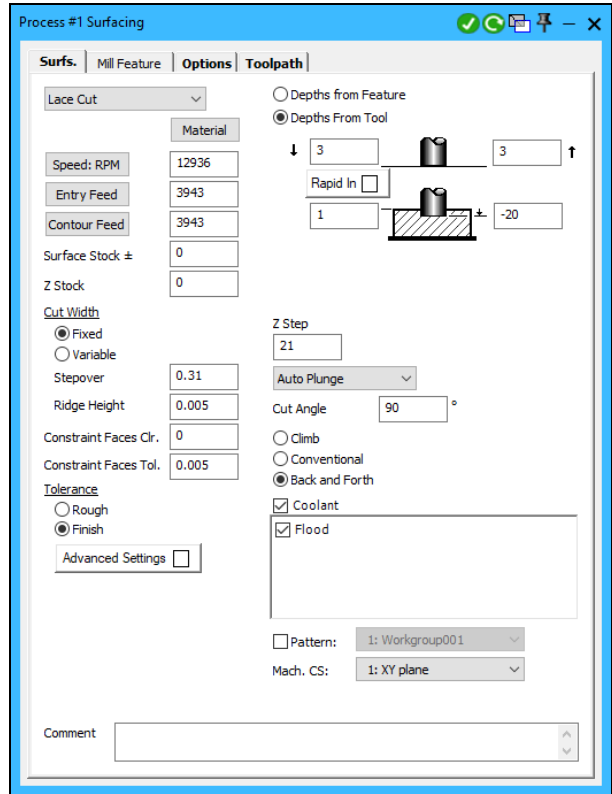 Process #1 Surfacing
Surfs. Mill Feature Options Toolpath
Lace Cut
Material
Speed: RPM 12936
Entry Feed 3943
Contour Feed 3943
Surface Stock ± 0
Z Stock 0
Cut Width
Fixed
Variable
Stepover 0.31
Ridge Height 0.005
Constraint Faces Clr. 0
Constraint Faces Tol. 0.005
Tolerance
Rough
Finish
Advanced Settings
Depths from Feature
Depths From Tool
3 3
Rapid In
1 -20
Z Step
21
Auto Plunge
Cut Angle 90 °
Climb
Conventional
Back and Forth
Coolant
Flood
Pattern: 1: Workgroup001
Mach. CS: 1: XY plane
Comment